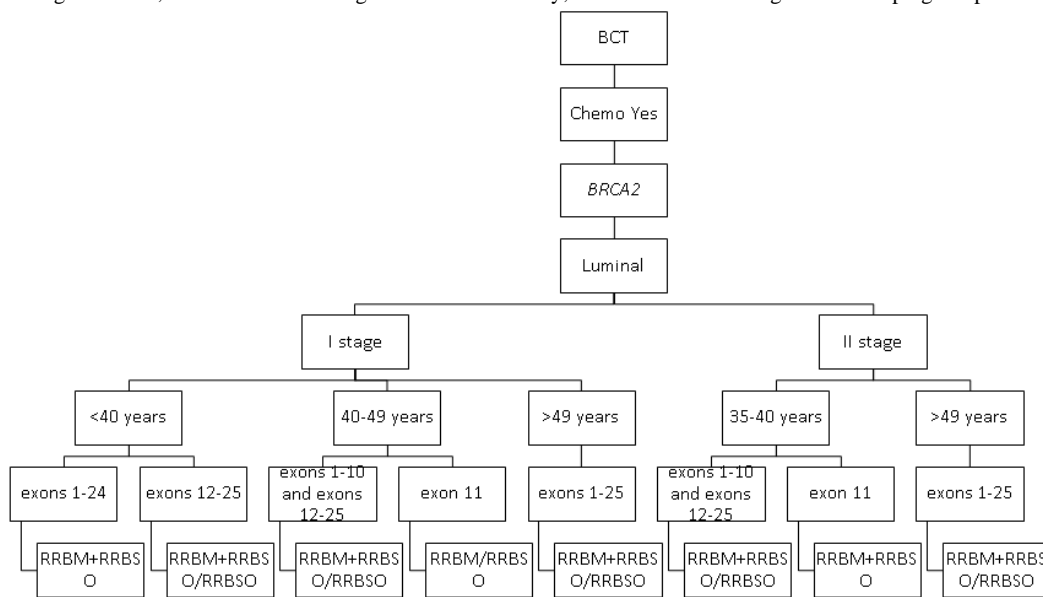 BCT
Chemo Yes
BRCA2
Luminal
I stage
II stage
<40 years
40-49 years
>49 years
35-40 years
>49 years
exons 1-24
exons 12-25
exons 1-10
and exons
12-25
exon 11
exons 1-25
exons 1-10
and exons
12-25
exon 11
exons 1-25
RRBM+RRBS
O
RRBM+RRBS
O/RRBSO
RRBM+RRBS
O/RRBSO
RRBM/RRBS
O
RRBM+RRBS
O/RRBSO
RRBM+RRBS
O/RRBSO
RRBM+RRBS
O
RRBM+RRBS
O/RRBSO